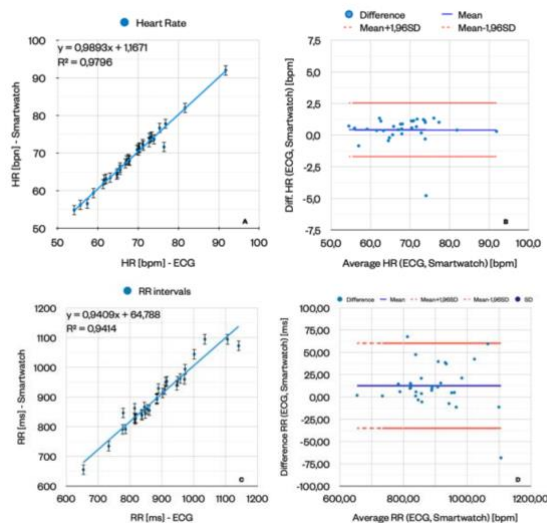 Heart Rate
y = 0,9893x + 1,1671
R² = 0,9796
100
90
80
70
60
50
50 60 70 80 90 100
HR [bpn] - Smartwatch
HR [bpm] - ECG
A
Difference Mean
Mean+1,96SD Mean-1.96SD
7,5
5,0
2,5
0,0
-2,5
-5,0
-7,5
50,0 60,0 70,0 80,0 90,0 100,0
Diff. HR (ECG, Smartwatch) [bpm]
Average HR (ECG, Smartwatch) [bpm]
B
RR intervals
y = 0,9409x + 64,788
R² = 0,9414
1200
1100
1000
900
800
700
600
600 700 800 900 1000 1100 1200
RR [ms] - Smartwatch
RR [ms] - ECG
C
Difference Mean Mean+1,96SD Mean-1,96SD SD
100,00
75,00
50,00
25,00
0,00
-25,00
-50,00
-75,00
-100,00
600,00 800,00 1000,00 1200,00
Difference RR (ECG, Smartwatch) [ms]
Average RR (ECG, Smartwatch) [bpm]
D